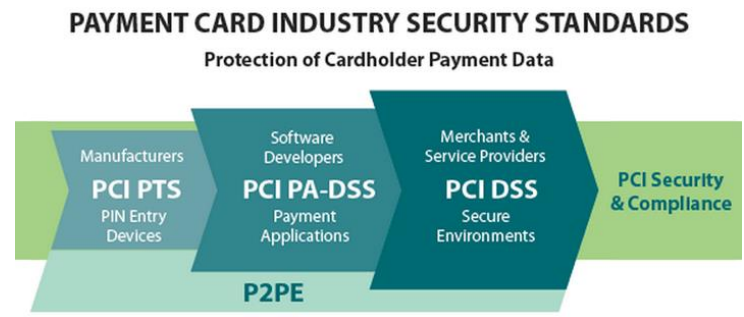 PAYMENT CARD INDUSTRY SECURITY STANDARDS
Protection of Cardholder Payment Data
Manufacturers
PCI PTS
PIN Entry
Devices
Software
Developers
PCI PA-DSS
Payment
Applications
Merchants &
Service Providers
PCI DSS
Secure
Environments
PCI Security
& Compliance
P2PE